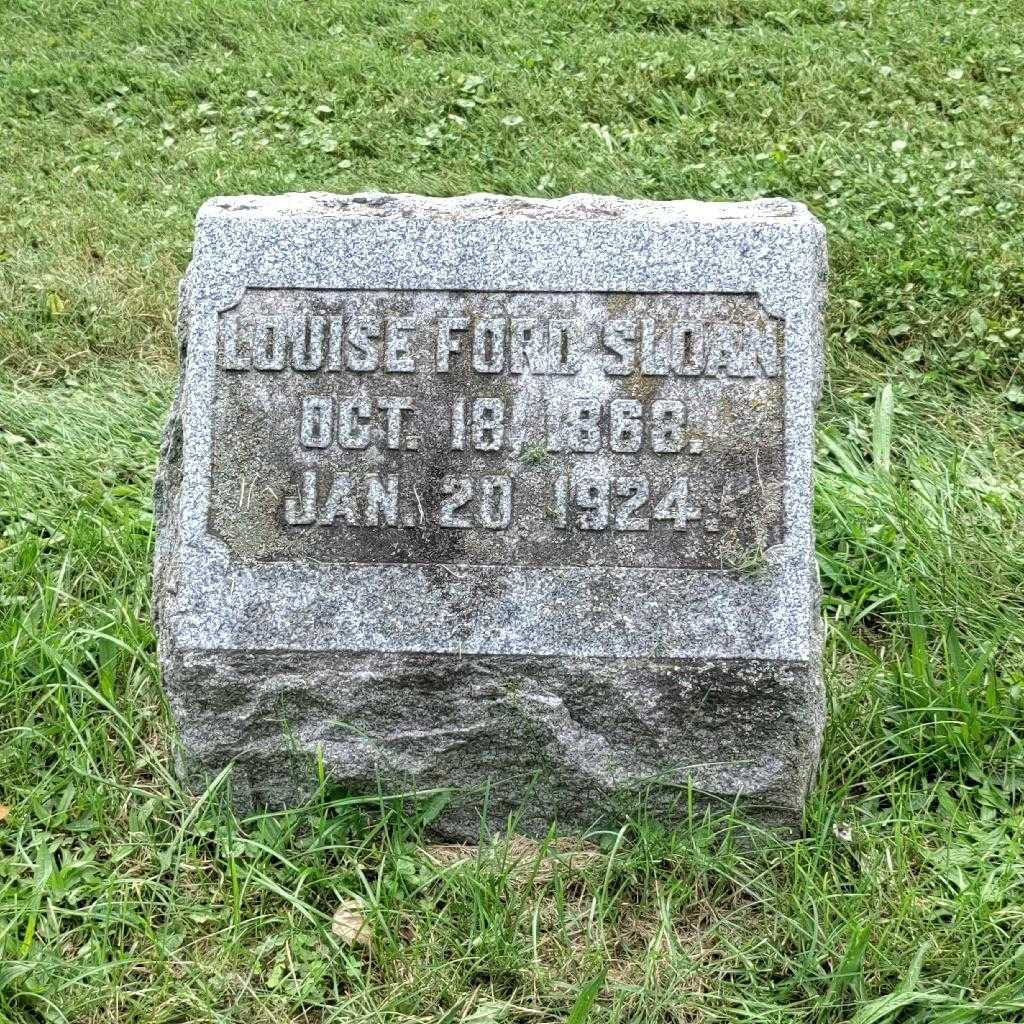 LOUISE FORD SLOAN
OCT. 18, 1868.
JAN. 20, 1924.